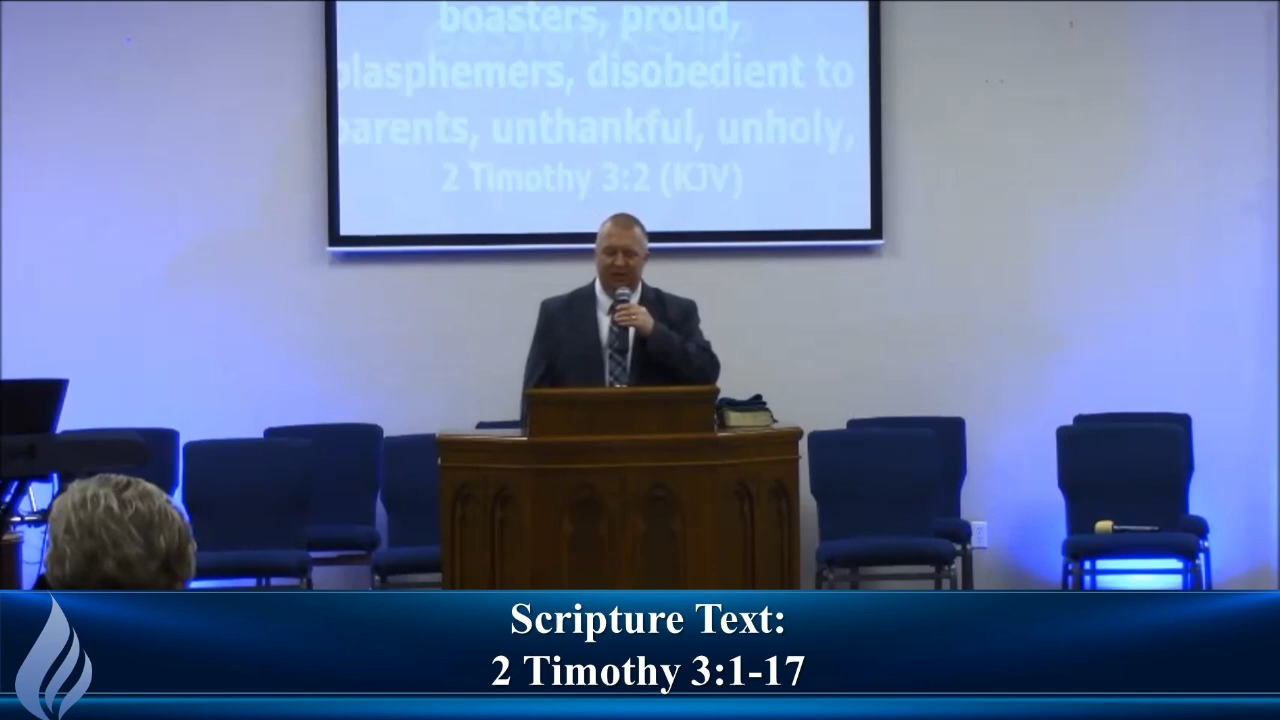 boasters, proud,
blasphemers, disobedient to
parents, unthankful, unholy,
2 Timothy 3:2 (KJV)
Scripture Text:
2 Timothy 3:1-17